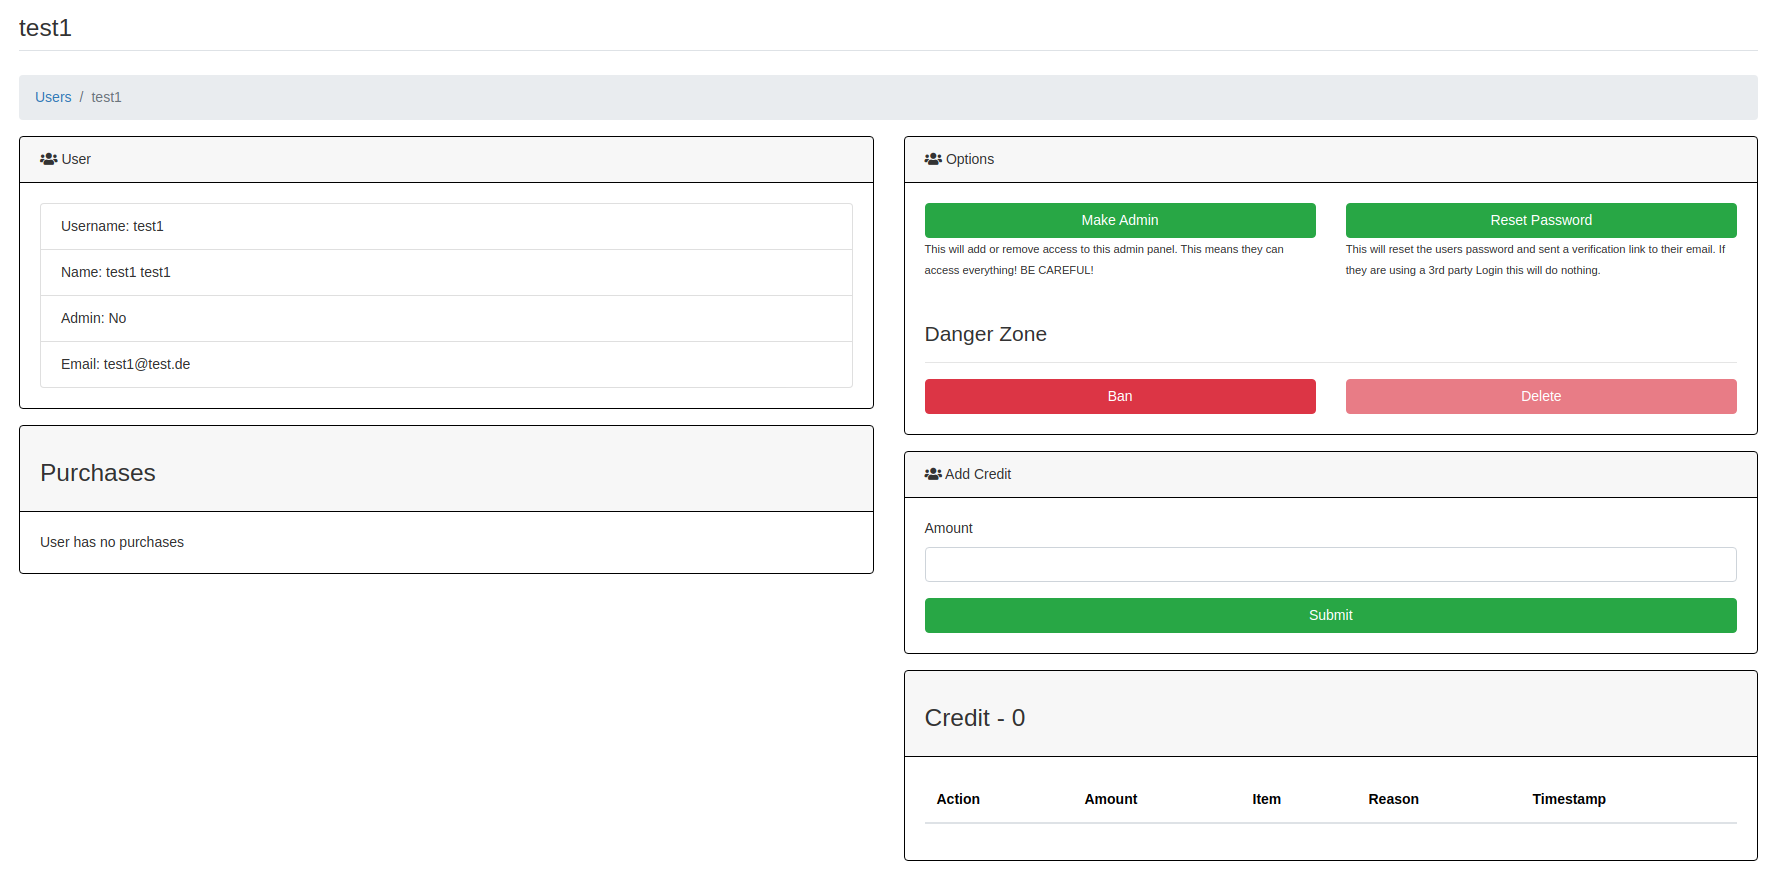 test1
Users / test1
User
Username: test1
Name: test1 test1
Admin: No
Email: test1@test.de
Purchases
User has no purchases
Options
Make Admin
This will add or remove access to this admin panel. This means they can
access everything! BE CAREFUL!
Reset Password
This will reset the users password and sent a verification link to their email. If
they are using a 3rd party Login this will do nothing.
Danger Zone
Ban
Delete
Add Credit
Amount
Submit
Credit - 0
Action Amount Item Reason Timestamp